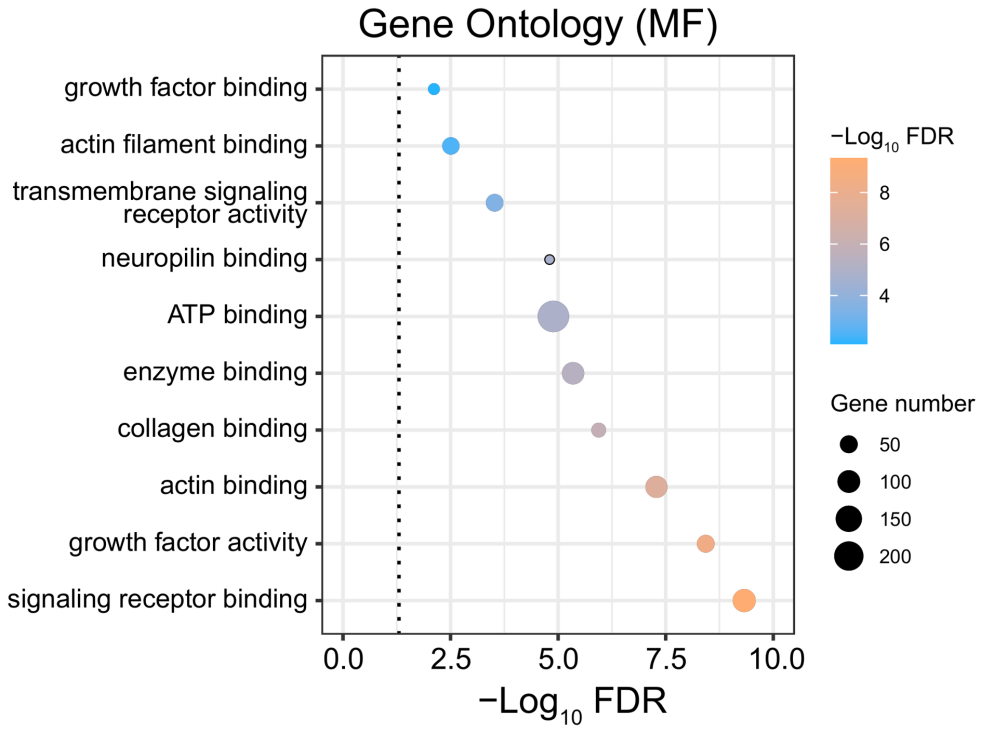 Gene Ontology (MF)
growth factor binding
actin filament binding
transmembrane signaling
receptor activity
neuropilin binding
ATP binding
enzyme binding
collagen binding
actin binding
growth factor activity
signaling receptor binding
0.0 2.5 5.0 7.5 10.0
−Log10 FDR
−Log10 FDR
8
6
4
Gene number
50
100
150
200